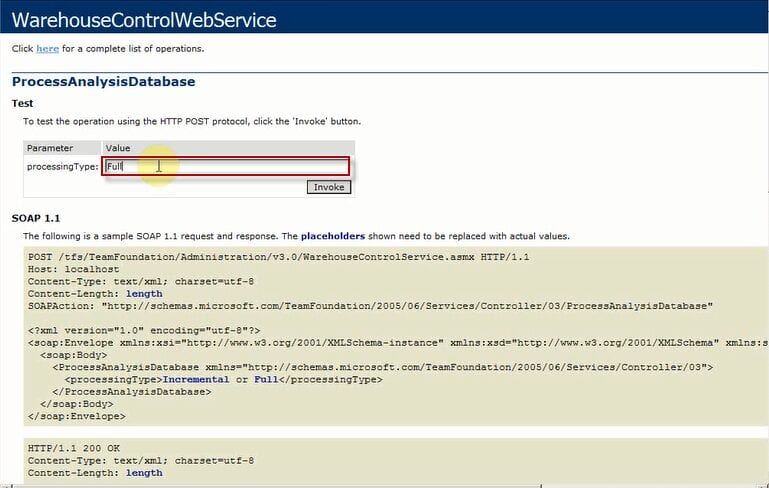 WarehouseControlWebService
Click here for a complete list of operations.
ProcessAnalysisDatabase
Test
To test the operation using the HTTP POST protocol, click the 'Invoke' button.
Parameter Value
processingType: Full
Invoke
SOAP 1.1
The following is a sample SOAP 1.1 request and response. The placeholders shown need to be replaced with actual values.
POST /tfs/TeamFoundation/Administration/v3.0/WarehouseControlService.asmx HTTP/1.1
Host: localhost
Content-Type: text/xml; charset=utf-8
Content-Length: length
SOAPAction: "http://schemas.microsoft.com/TeamFoundation/2005/06/Services/Controller/03/ProcessAnalysisDatabase"
<?xml version="1.0" encoding="utf-8"?>
<soap:Envelope xmlns:xsi="http://www.w3.org/2001/XMLSchema-instance" xmlns:xsd="http://www.w3.org/2001/XMLSchema" xmlns:s
<soap:Body>
<ProcessAnalysisDatabase xmlns="http://schemas.microsoft.com/TeamFoundation/2005/06/Services/Controller/03">
<processingType>Incremental or Full</processingType>
</ProcessAnalysisDatabase>
</soap:Body>
</soap:Envelope>
HTTP/1.1 200 OK
Content-Type: text/xml; charset=utf-8
Content-Length: length